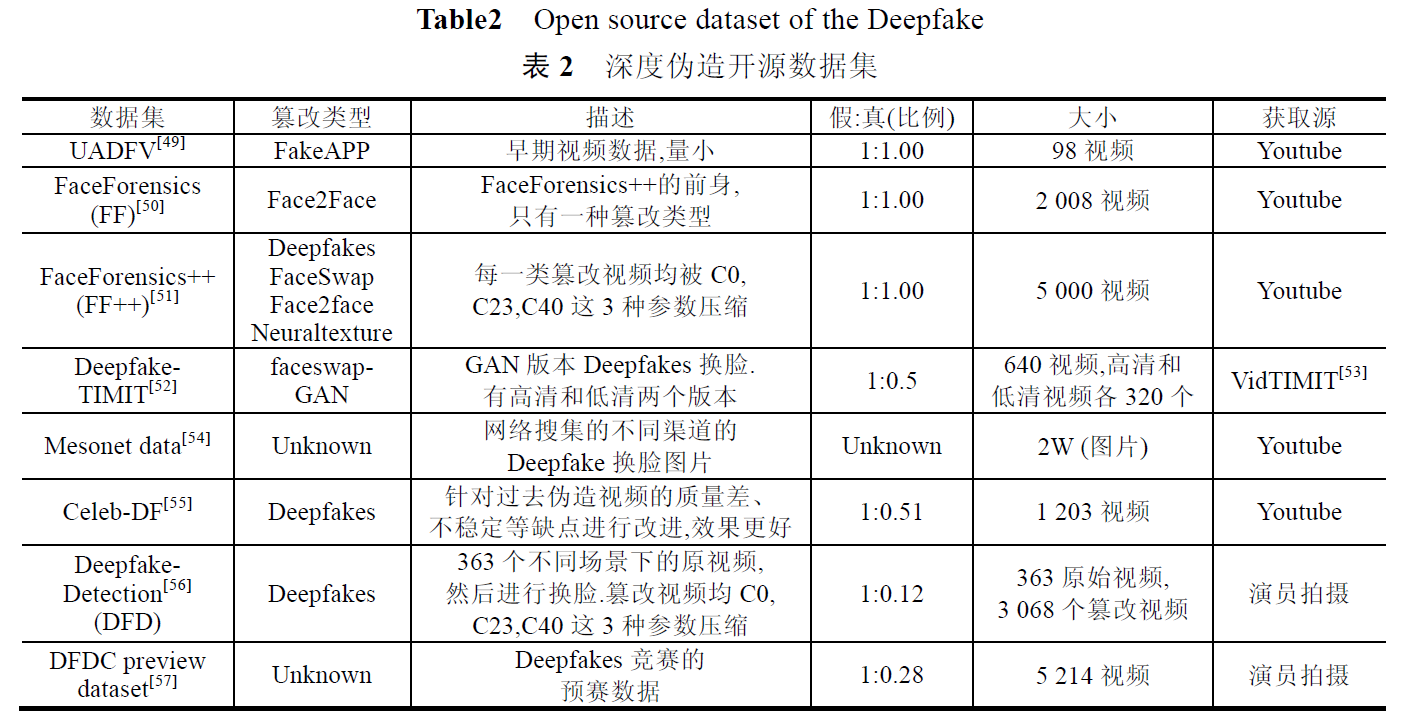 Table2 Open source dataset of the Deepfake
表 2 深度伪造开源数据集
数据集 篡改类型 描述 假:真(比例) 大小 获取源
UADFV[49] FakeAPP 早期视频数据,量小 1:1.00 98 视频 Youtube
FaceForensics
(FF)[50]
Face2Face
FaceForensics++的前身,
只有一种篡改类型
1:1.00
2 008 视频
Youtube
FaceForensics++
(FF++)[51]
Deepfakes
FaceSwap
Face2face
Neuraltexture
每一类篡改视频均被 C0,
C23,C40 这 3 种参数压缩
1:1.00
5 000 视频
Youtube
Deepfake-
TIMIT[52]
faceswap-
GAN
GAN 版本 Deepfakes 换脸.
有高清和低清两个版本
1:0.5
640 视频,高清和
低清视频各 320 个
VidTIMIT[53]
Mesonet data[54]
Unknown
网络搜集的不同渠道的
Deepfake 换脸图片
Unknown
2W (图片)
Youtube
Celeb-DF[55]
Deepfakes
针对过去伪造视频的质量差、
不稳定等缺点进行改进,效果更好
1:0.51
1 203 视频
Youtube
Deepfake-
Detection[56]
(DFD)
Deepfakes
363 个不同场景下的原视频,
然后进行换脸.篡改视频均 C0,
C23,C40 这 3 种参数压缩
1:0.12
363 原始视频,
3 068 个篡改视频
演员拍摄
DFDC preview
dataset[57]
Unknown
Deepfakes 竞赛的
预赛数据
1:0.28
5 214 视频
演员拍摄